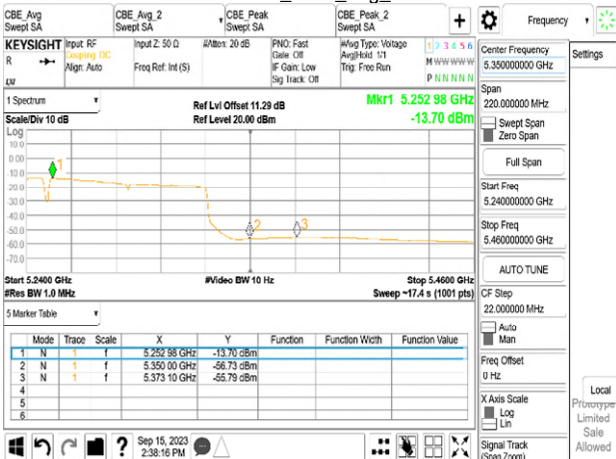 CBE_Avg
Swept SA
CBE_Avg_2
Swept SA
CBE_Peak
Swept SA
CBE_Peak_2
Swept SA
+
Frequency
KEYSIGHT
Input: RF
Coupling: DC
Align: Auto
Input Z: 50 Ω
Freq Ref: Int (S)
#Atten: 20 dB
PNO: Fast
Gate: Off
IF Gain: Low
Sig Track: Off
#Avg Type: Voltage
Avg|Hold: 1/1
Trig: Free Run
1 2 3 4 5 6
M W W W W W
P N N N N N
R
LXI
1 Spectrum
Scale/Div 10 dB
Ref Lvl Offset 11.29 dB
Ref Level 20.00 dBm
Mkr1 5.252 98 GHz
-13.70 dBm
Log
10.0
0.00
-10.0
-20.0
-30.0
-40.0
-50.0
-60.0
-70.0
1
2
3
Start 5.2400 GHz
#Res BW 1.0 MHz
#Video BW 10 Hz
Stop 5.4600 GHz
Sweep ~17.4 s (1001 pts)
5 Marker Table
Mode Trace Scale X Y Function Function Width Function Value
1 N 1 f 5.252 98 GHz -13.70 dBm
2 N 1 f 5.350 00 GHz -56.73 dBm
3 N 1 f 5.373 10 GHz -55.79 dBm
4
5
6
?
Sep 15, 2023
2:38:16 PM
Center Frequency
5.350000000 GHz
Span
220.000000 MHz
Swept Span
Zero Span
Full Span
Start Freq
5.240000000 GHz
Stop Freq
5.460000000 GHz
AUTO TUNE
CF Step
22.000000 MHz
Auto
Man
Freq Offset
0 Hz
X Axis Scale
Log
Lin
Signal Track
(Span Zoom)
Settings
Local
Prototype
Limited
Sale
Allowed